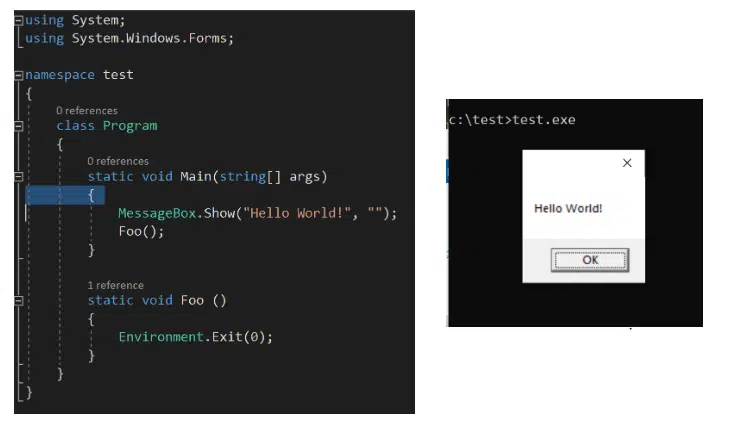 using System;
using System.Windows.Forms;
namespace test
{
0 references
class Program
{
0 references
static void Main(string[] args)
{
MessageBox.Show("Hello World!", "");
Foo();
}
1 reference
static void Foo ()
{
Environment.Exit(0);
}
}
}
c:\test>test.exe
Hello World!
OK